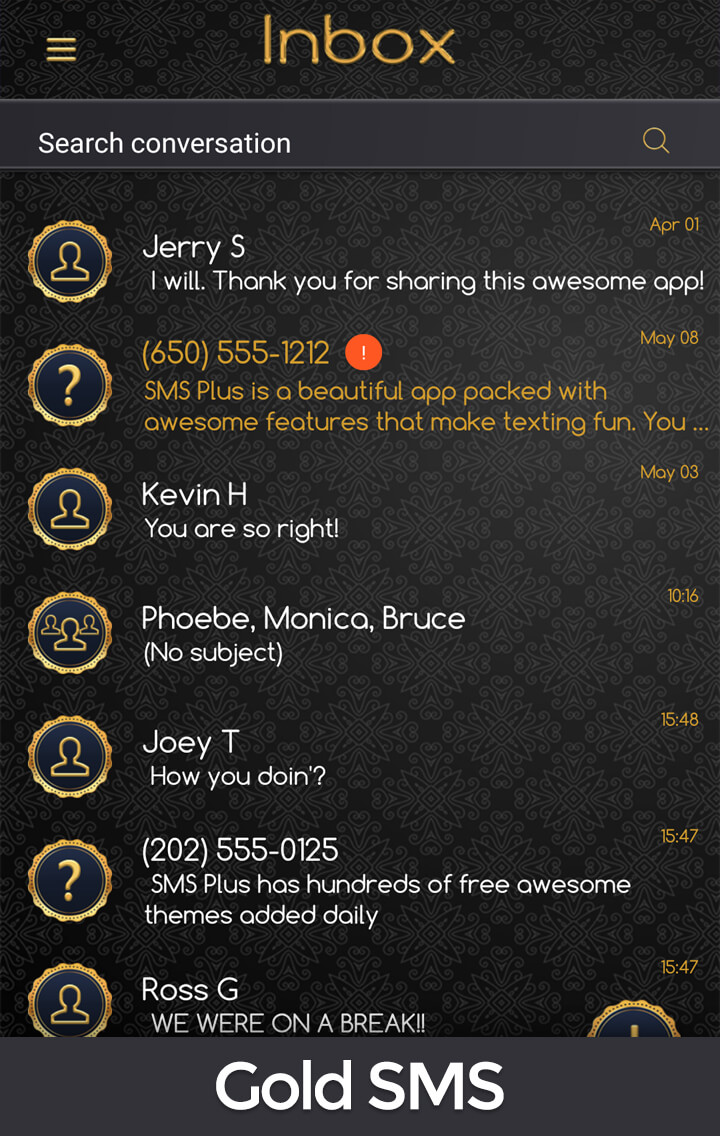 Inbox
Search conversation
Apr 01
Jerry S
I will. Thank you for sharing this awesome app!
May 08
(650) 555-1212 !
SMS Plus is a beautiful app packed with
awesome features that make texting fun. You ...
May 03
Kevin H
You are so right!
10:16
Phoebe, Monica, Bruce
(No subject)
15:48
Joey T
How you doin'?
15:47
(202) 555-0125
SMS Plus has hundreds of free awesome
themes added daily
15:47
Ross G
WE WERE ON A BREAK!!
Gold SMS